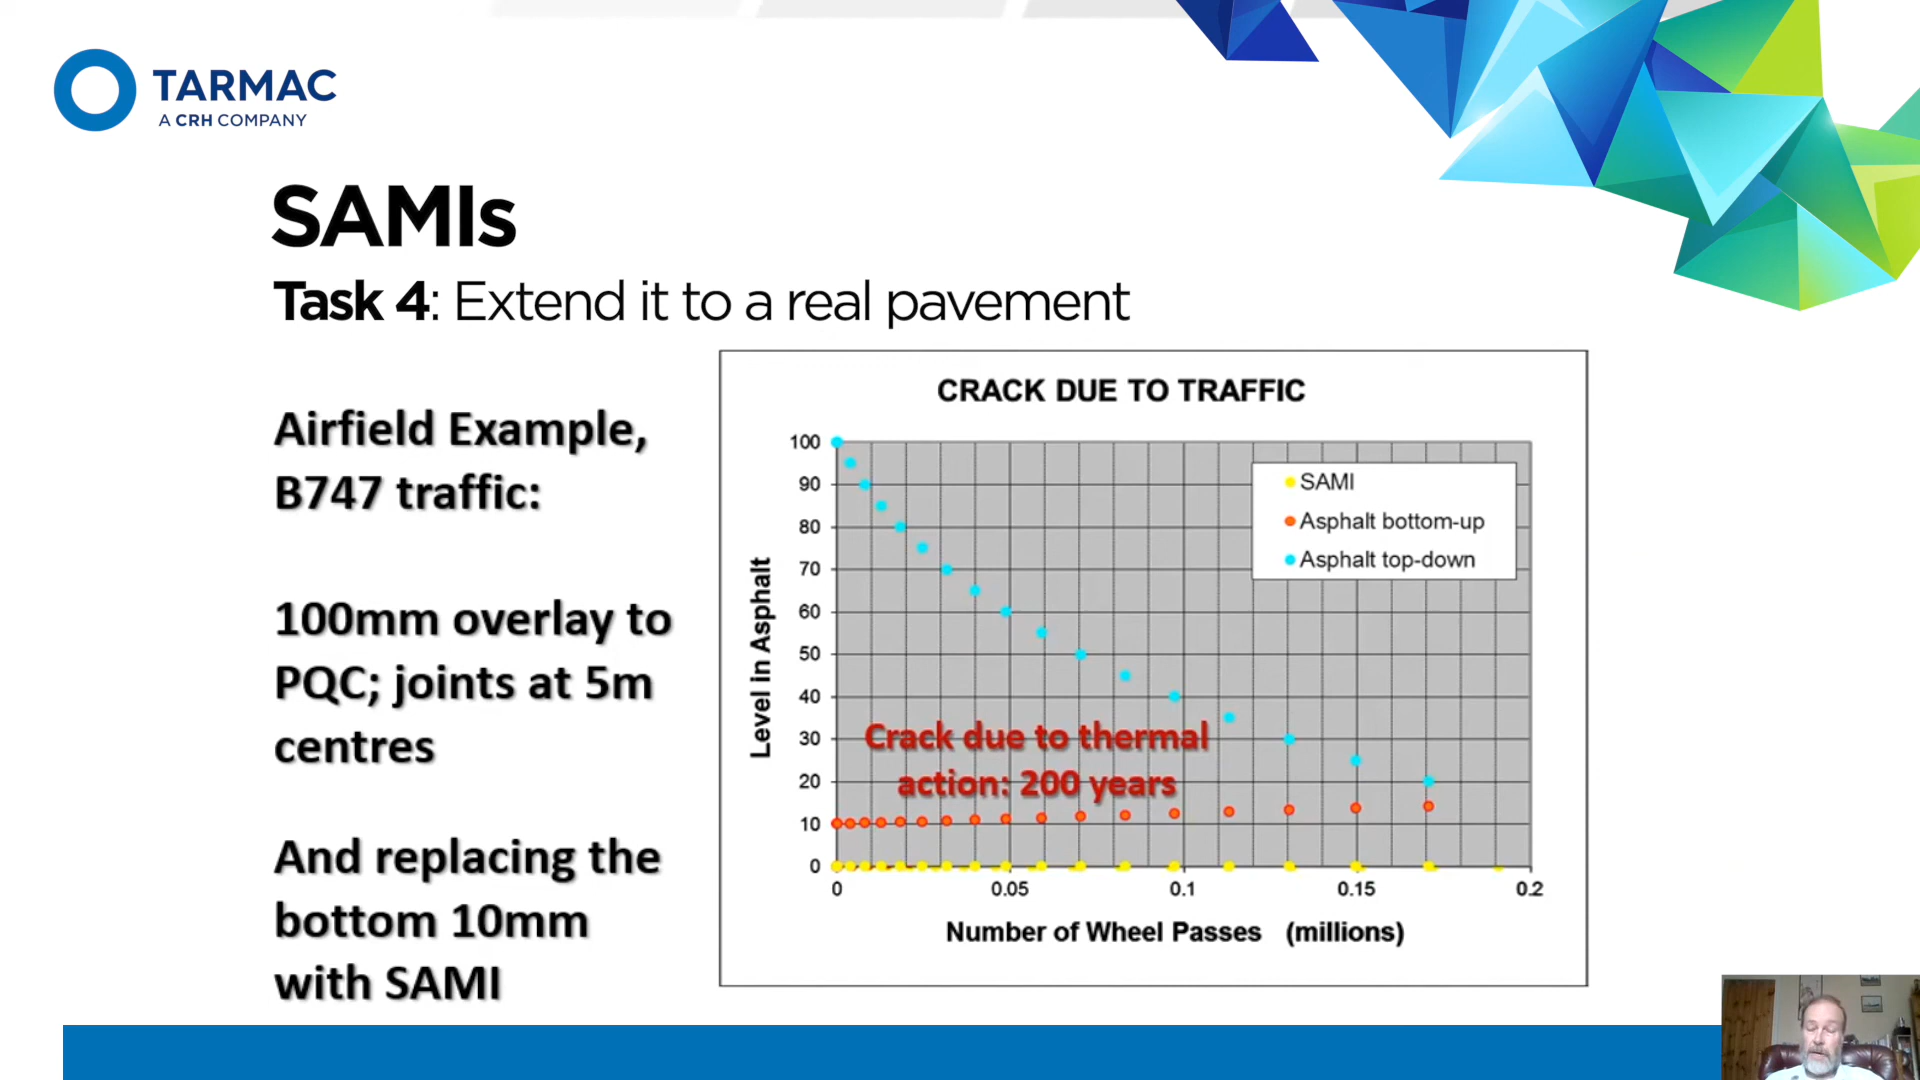 TARMAC
A CRH COMPANY
SAMIs
Task 4: Extend it to a real pavement
Airfield Example,
B747 traffic:
100mm overlay to
PQC; joints at 5m
centres
And replacing the
bottom 10mm
with SAMI
CRACK DUE TO TRAFFIC
Level in Asphalt
100
90
80
70
60
50
40
30
20
10
0
SAMI
Asphalt bottom-up
Asphalt top-down
Crack due to thermal
action: 200 years
0 0.05 0.1 0.15 0.2
Number of Wheel Passes (millions)